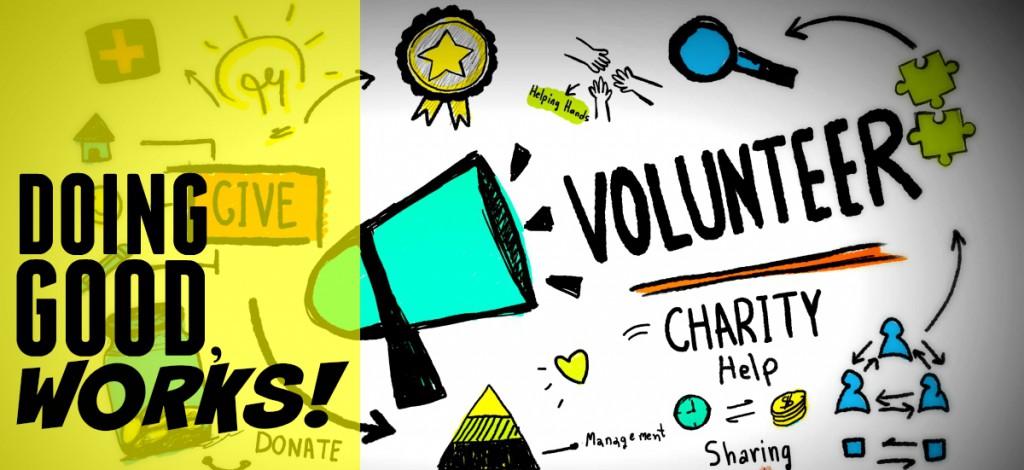 DOING
GOOD,
WORKS!
GIVE
DONATE
Helping Hands
VOLUNTEER
= CHARITY
Help
Management
Sharing
$